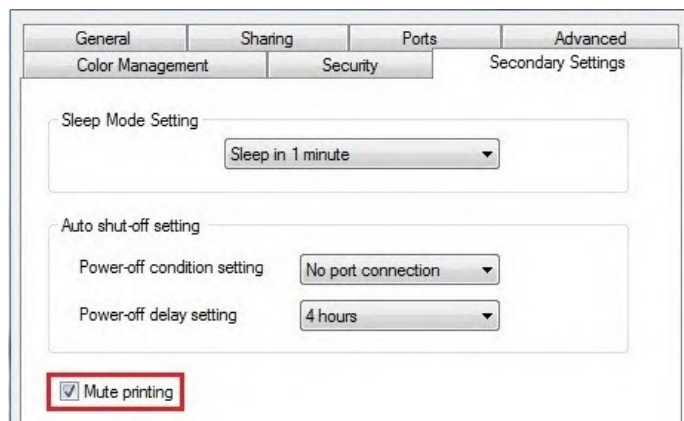 General Sharing Ports Advanced
Color Management Security Secondary Settings
Sleep Mode Setting
Sleep in 1 minute
Auto shut-off setting
Power-off condition setting No port connection
Power-off delay setting 4 hours
Mute printing